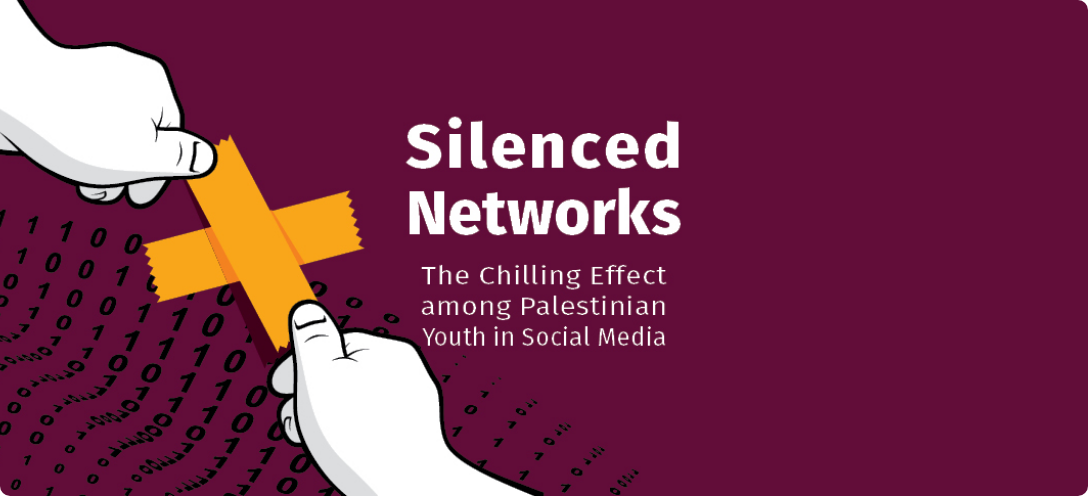 Silenced
Networks
The Chilling Effect
among Palestinian
Youth in Social Media